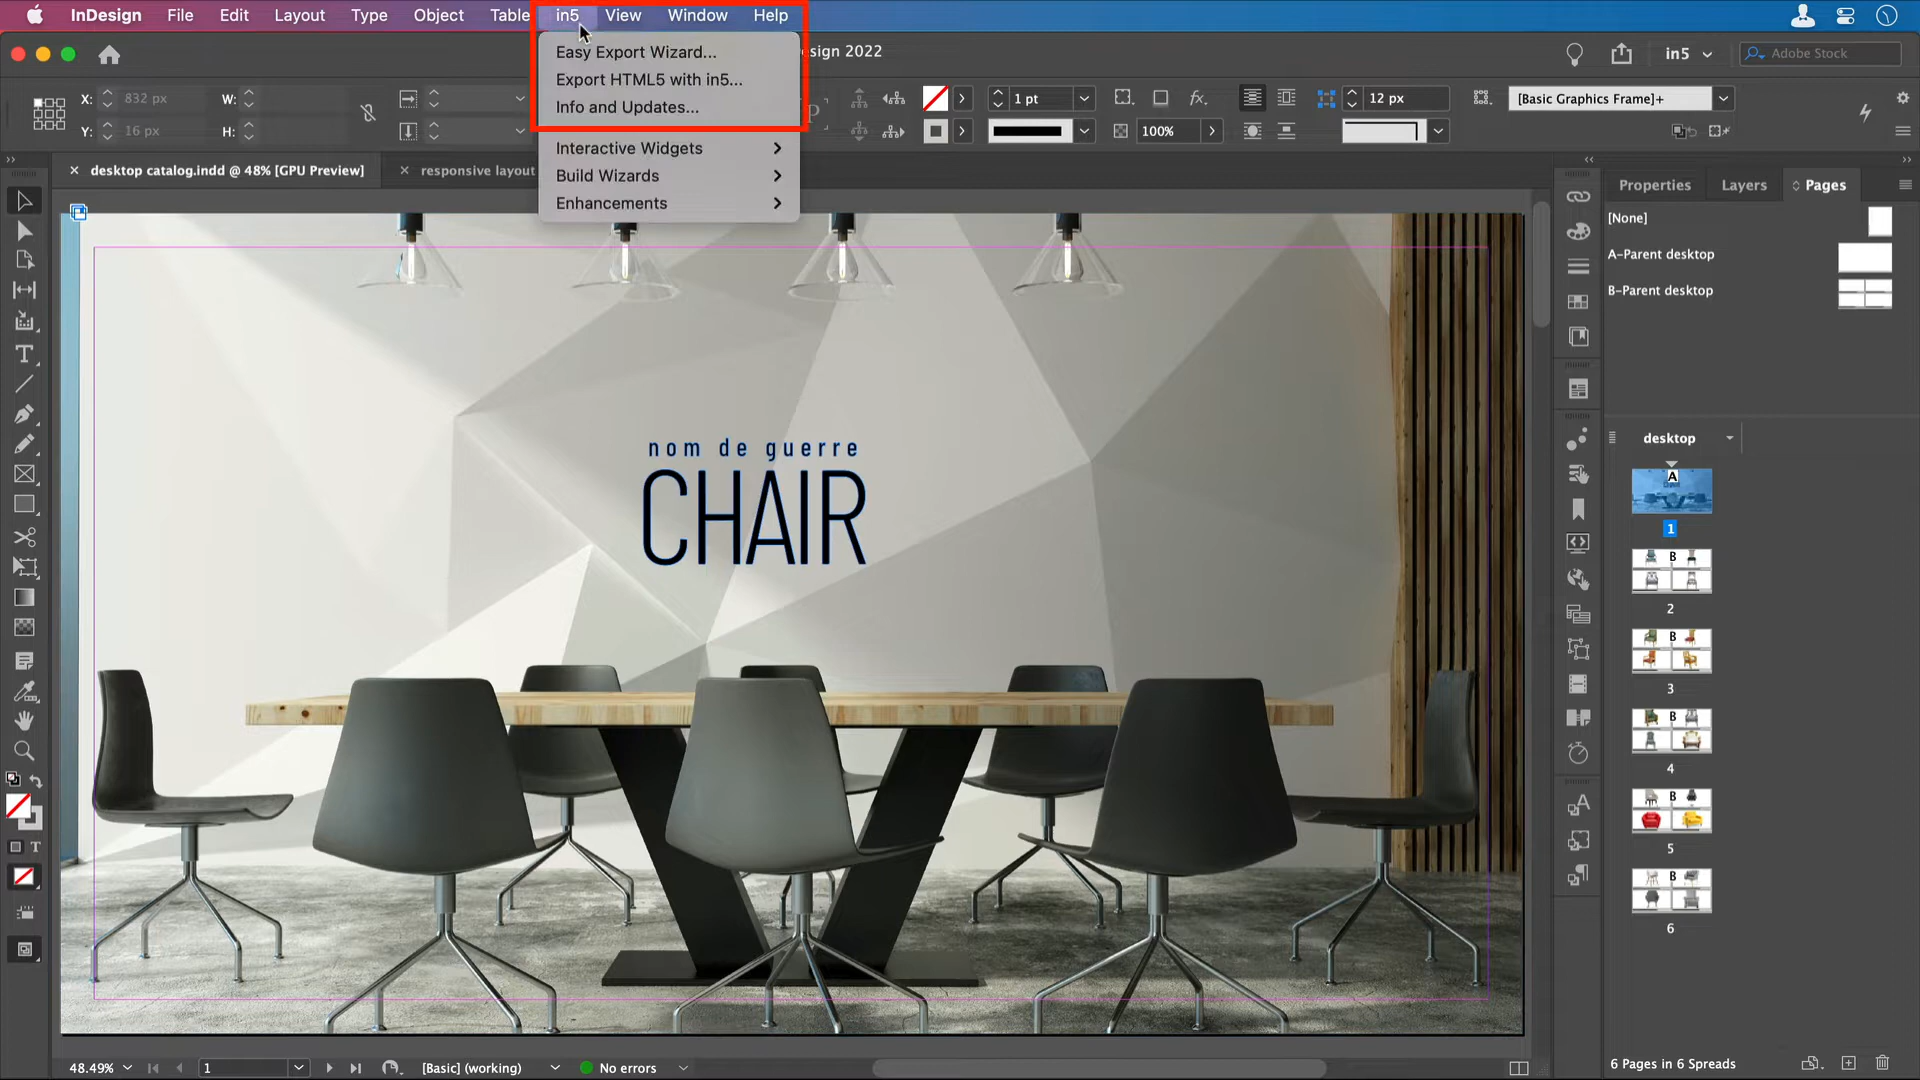 InDesign File Edit Layout Type Object Table in5 View Window Help
Easy Export Wizard...
Export HTML5 with in5...
Info and Updates...
Interactive Widgets
Build Wizards
Enhancements
sign 2022
in5
Adobe Stock
X: 832 px W:
Y: 16 px H:
1 pt
fx.
100%
12 px
[Basic Graphics Frame]+
× desktop catalog.indd @ 48% [GPU Preview]
× responsive layout
nom de guerre
CHAIR
Properties Layers Pages
[None]
A-Parent desktop
B-Parent desktop
desktop
A
1
B
2
B
3
B
4
B
5
B
6
6 Pages in 6 Spreads
48.49% 1 [Basic] (working) No errors